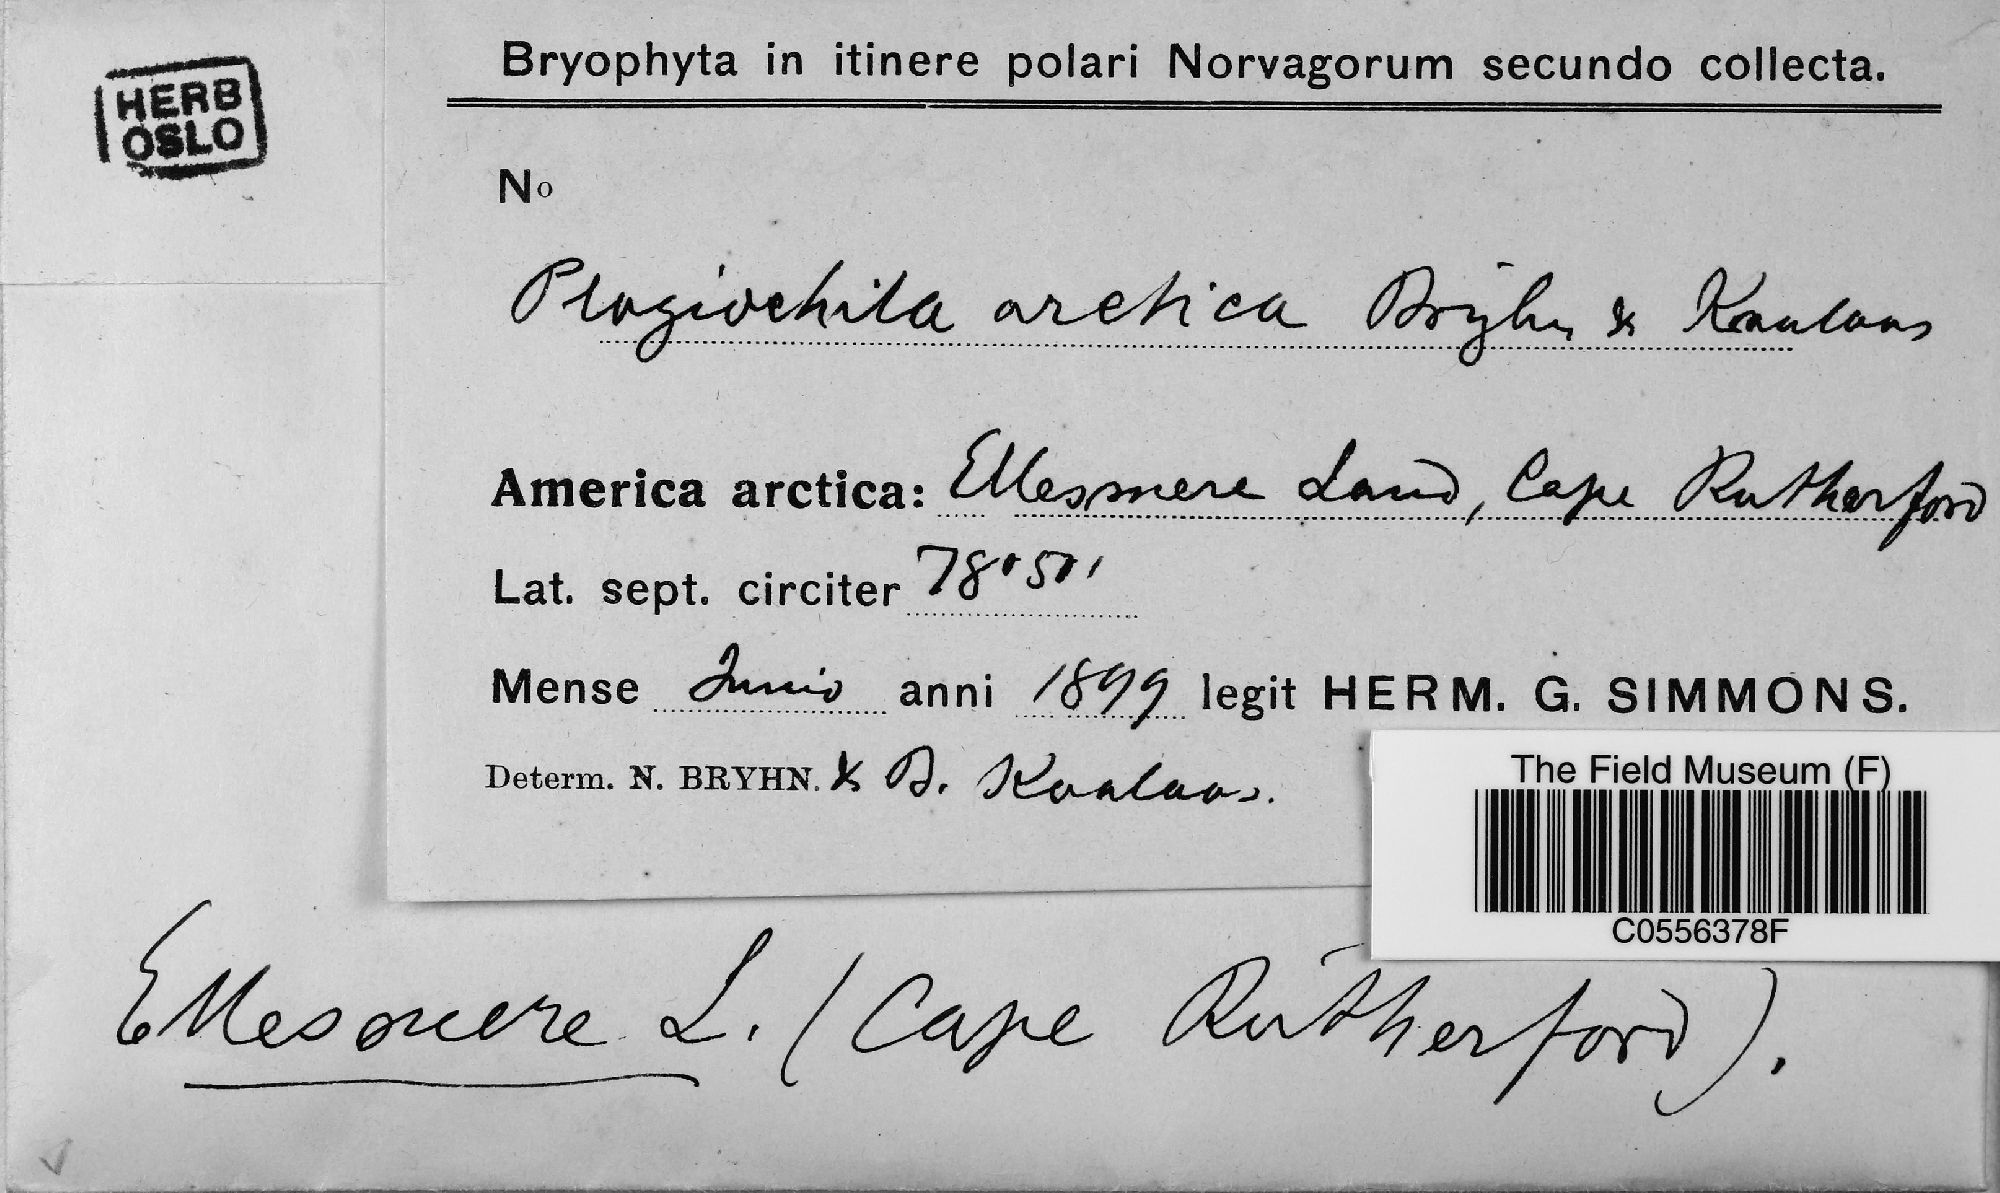 HERB
OSLO
Bryophyta in itinere polari Norvagorum secundo collecta.
No
Plagiochila arctica Bryhn & Kaalaas
America arctica: Ellesmere Land, Cape Rutherford
Lat. sept. circiter 78°50'
Mense Junio anni 1899 legit HERM. G. SIMMONS.
Determ. N. BRYHN. & B. Kaalaas.
The Field Museum (F)
C0556378F
Ellesmere L. (Cape Rutherford).